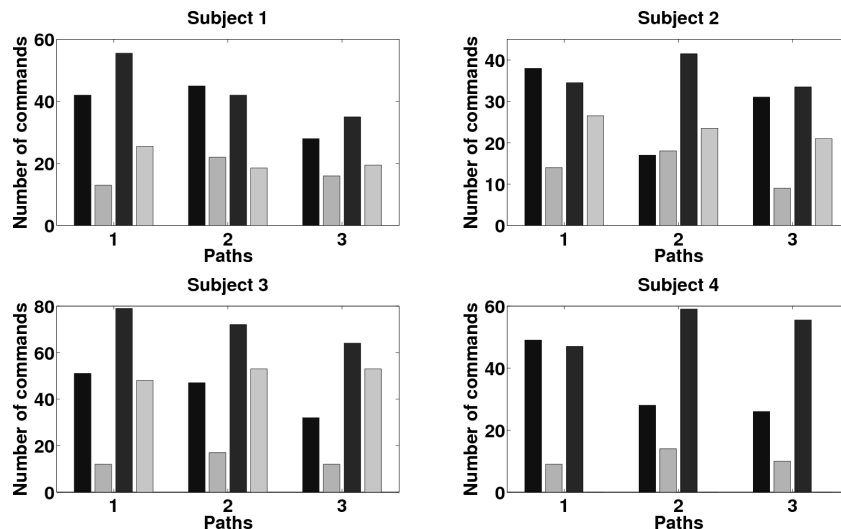 Subject 1
Number of commands
60
40
20
0
1 2 3
Paths
Subject 2
Number of commands
40
30
20
10
0
1 2 3
Paths
Subject 3
Number of commands
80
60
40
20
0
1 2 3
Paths
Subject 4
Number of commands
60
40
20
0
1 2 3
Paths